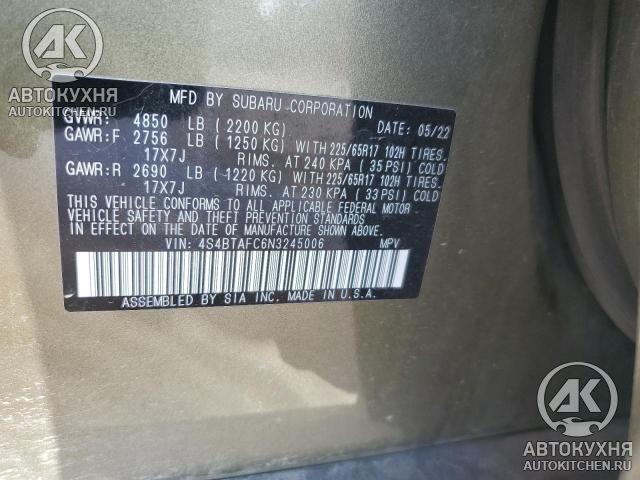 AK
АВТОКУХНЯ
AUTOKITCHEN.RU
MFD BY SUBARU CORPORATION
GVWR: 4850 LB ( 2200 KG) DATE: 05/22
GAWR:F 2756 LB ( 1250 KG) WITH 225/65R17 102H TIRES,
17X7J RIMS, AT 240 KPA ( 35 PSI) COLD
GAWR:R 2690 LB ( 1220 KG) WITH 225/65R17 102H TIRES,
17X7J RIMS, AT 230 KPA ( 33 PSI) COLD
THIS VEHICLE CONFORMS TO ALL APPLICABLE FEDERAL MOTOR
VEHICLE SAFETY AND THEFT PREVENTION STANDARDS
IN EFFECT ON THE DATE OF MANUFACTURE SHOWN ABOVE.
VIN: 4S4BTAFC6N3245006 MPV
ASSEMBLED BY SIA INC. MADE IN U.S.A.
AK
АВТОКУХНЯ
AUTOKITCHEN.RU